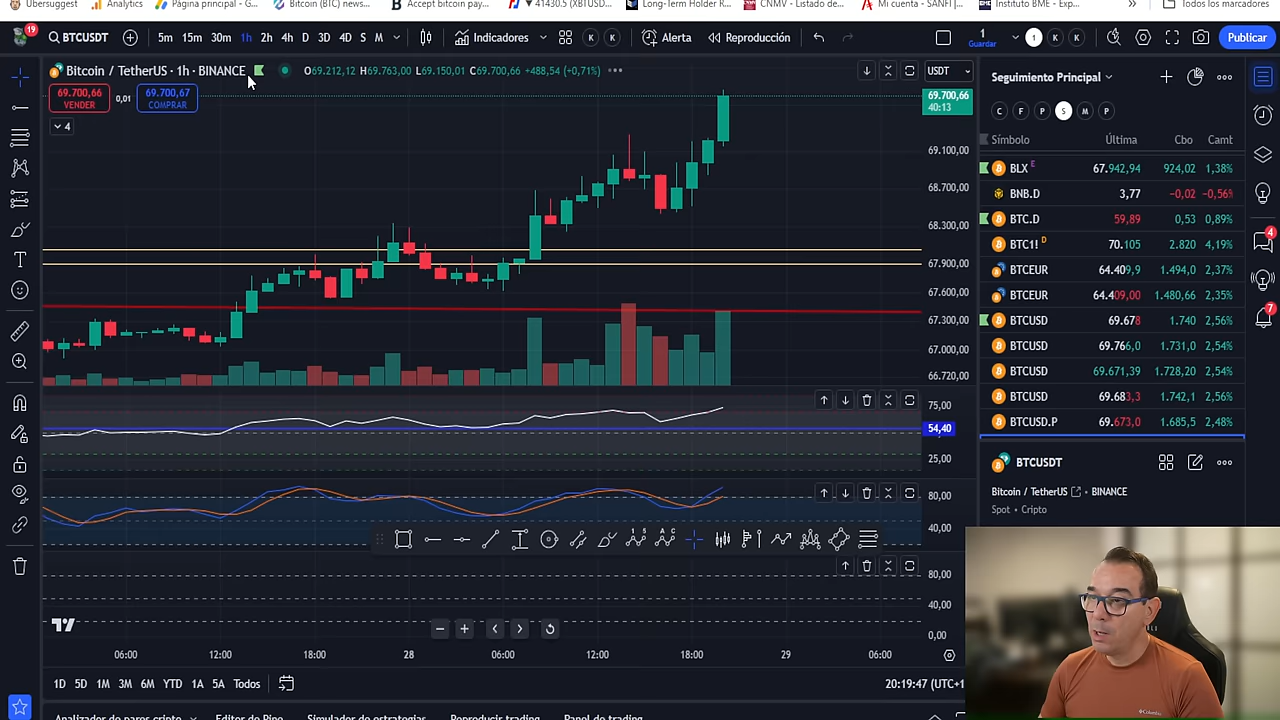 Übersuggest
Analytics
Página principal - G...
Bitcoin (BTC) news...
Accept bitcoin pay...
▼ 41430.5 (XBTUSD...
Long-Term Holder R...
CNMV - Listado de...
Mi cuenta - SANFI |...
Instituto BME - Exp...
»
Todos los marcadores
19
BTCUSDT
5m 15m 30m 1h 2h 4h D 3D 4D S M
Indicadores
K K
Alerta
Reproducción
1
Guardar
1 K K
Publicar
Bitcoin / TetherUS · 1h · BINANCE
O69.212,12 H69.763,00 L69.150,01 C69.700,66 +488,54 (+0,71%)
69.700,66
VENDER
0,01
69.700,67
COMPRAR
4
USDT
69.700,66
40:13
69.100,00
68.700,00
68.300,00
67.900,00
67.600,00
67.300,00
67.000,00
66.720,00
75,00
54,40
25,00
80,00
40,00
80,00
40,00
0,00
06:00 12:00 18:00 28 06:00 12:00 18:00 29 06:00
1D 5D 1M 3M 6M YTD 1A 5A Todos
20:19:47 (UTC+1
Analizador de pares cripto
Editor de Pine
Simulador de estrategias
Reproducir trading
Panel de trading
Seguimiento Principal
C F P S M P
Símbolo Última Cbo Camt
BLX E 67.942,94 924,02 1,38%
BNB.D 3,77 −0,02 −0,56%
BTC.D 59,89 0,53 0,89%
BTC1! D 70.105 2.820 4,19%
BTCEUR 64.409,9 1.494,0 2,37%
BTCEUR 64.409,00 1.480,66 2,35%
BTCUSD 69.678 1.740 2,56%
BTCUSD 69.766,0 1.731,0 2,54%
BTCUSD 69.671,39 1.728,20 2,54%
BTCUSD 69.683,3 1.742,1 2,56%
BTCUSD.P 69.673,0 1.685,5 2,48%
BTCUSDT
Bitcoin / TetherUS BINANCE
Spot • Cripto
4
7
Columbia